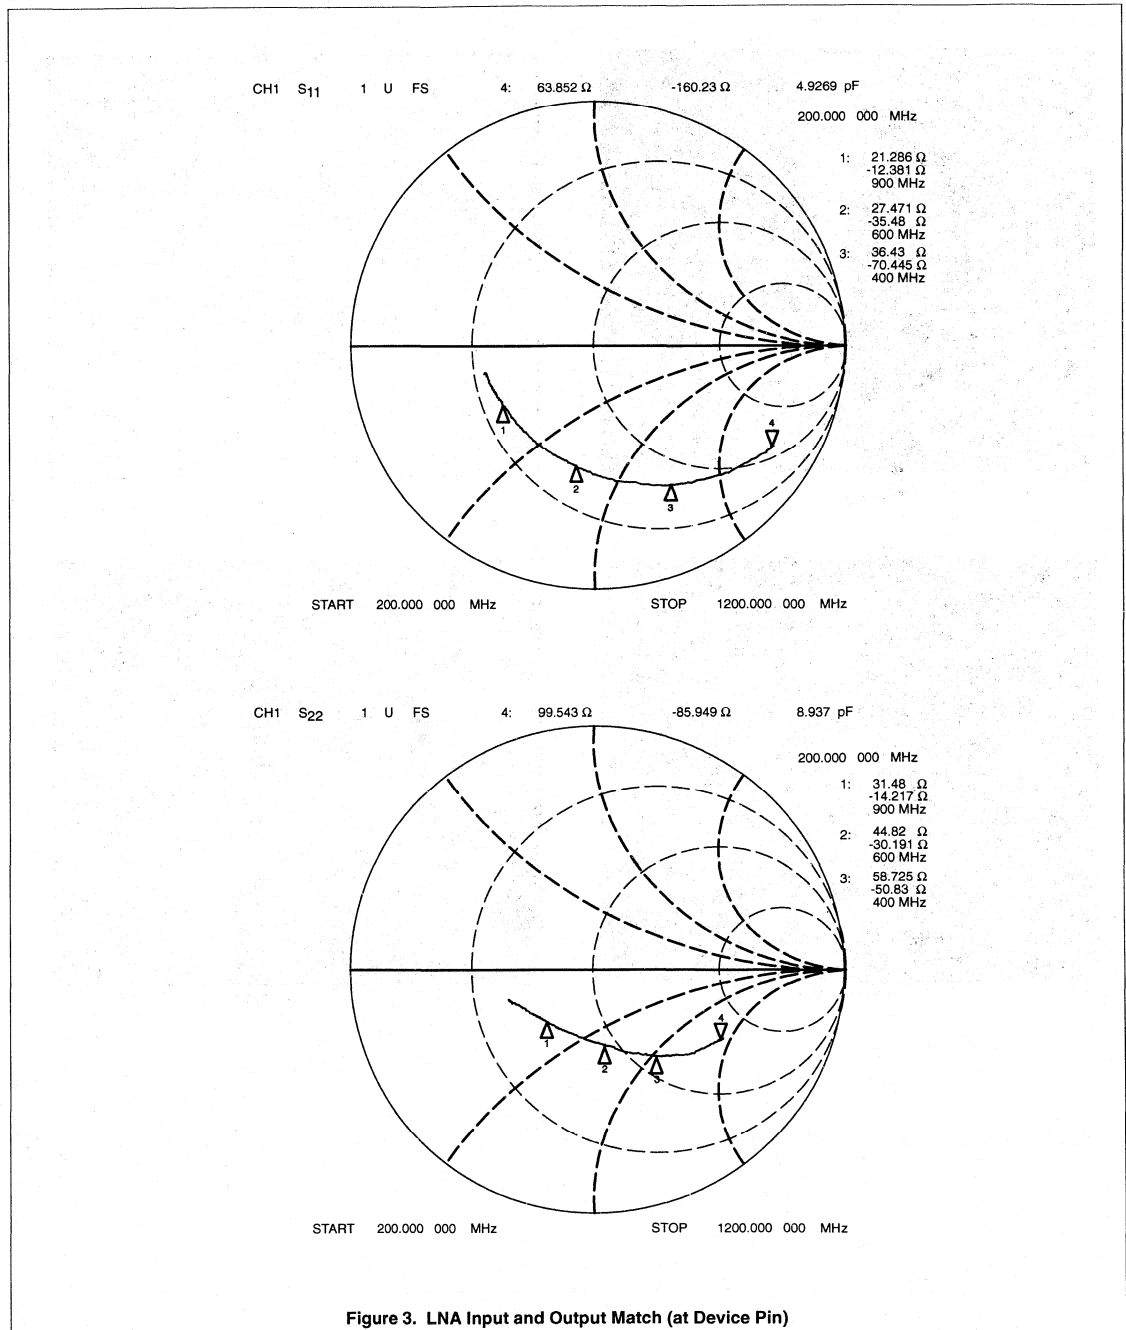 CH1 S11 1 U FS 4: 63.852 Ω -160.23 Ω 4.9269 pF
200.000 000 MHz
1: 21.286 Ω
-12.381 Ω
900 MHz
2: 27.471 Ω
-35.48 Ω
600 MHz
3: 36.43 Ω
-70.445 Ω
400 MHz
4
1
2
3
START 200.000 000 MHz STOP 1200.000 000 MHz
CH1 S22 1 U FS 4: 99.543 Ω -85.949 Ω 8.937 pF
200.000 000 MHz
1: 31.48 Ω
-14.217 Ω
900 MHz
2: 44.82 Ω
-30.191 Ω
600 MHz
3: 58.725 Ω
-50.83 Ω
400 MHz
4
1
2
3
START 200.000 000 MHz STOP 1200.000 000 MHz
Figure 3. LNA Input and Output Match (at Device Pin)